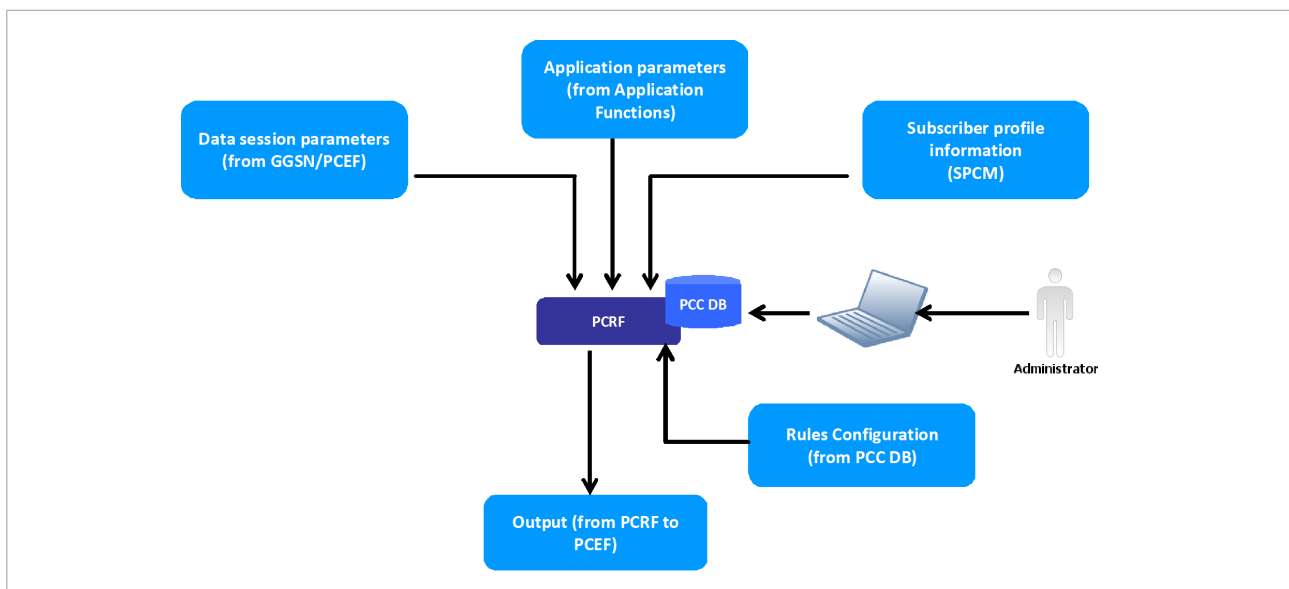 Application parameters
(from Application
Functions)
Data session parameters
(from GGSN/PCEF)
Subscriber profile
information
(SPCM)
PCC DB
PCRF
Administrator
Rules Configuration
(from PCC DB)
Output (from PCRF to
PCEF)